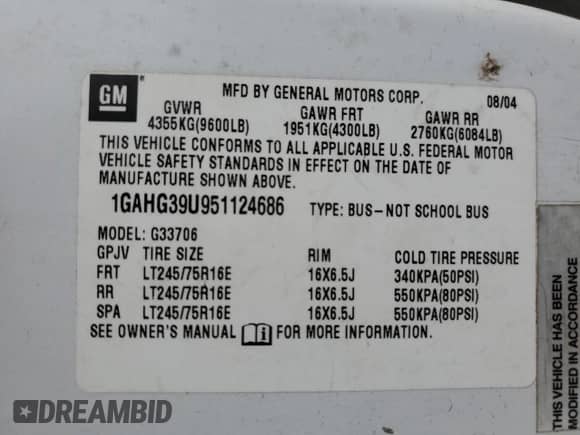 GM
MFD BY GENERAL MOTORS CORP. 08/04
GVWR GAWR FRT GAWR RR
4355KG(9600LB) 1951KG(4300LB) 2760KG(6084LB)
THIS VEHICLE CONFORMS TO ALL APPLICABLE U.S. FEDERAL MOTOR
VEHICLE SAFETY STANDARDS IN EFFECT ON THE DATE OF
MANUFACTURE SHOWN ABOVE.
1GAHG39U951124686 TYPE: BUS-NOT SCHOOL BUS
MODEL: G33706
GPJV TIRE SIZE RIM COLD TIRE PRESSURE
FRT LT245/75R16E 16X6.5J 340KPA(50PSI)
RR LT245/75R16E 16X6.5J 550KPA(80PSI)
SPA LT245/75R16E 16X6.5J 550KPA(80PSI)
SEE OWNER'S MANUAL FOR MORE INFORMATION.
THIS VEHICLE HAS BEEN
MODIFIED IN ACCORDANCE
DREAMBID